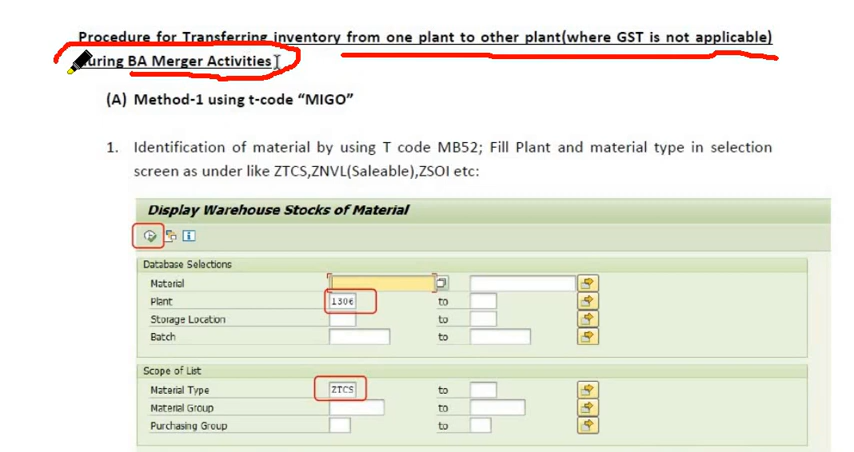 Procedure for Transferring inventory from one plant to other plant(where GST is not applicable)
during BA Merger Activities
(A) Method-1 using t-code “MIGO”
1. Identification of material by using T code MB52; Fill Plant and material type in selection
screen as under like ZTCS,ZNVL(Saleable),ZSOI etc:
Display Warehouse Stocks of Material
Database Selections
Material
Plant 1306 to
Storage Location to
Batch to
Scope of List
Material Type ZTCS to
Material Group to
Purchasing Group to